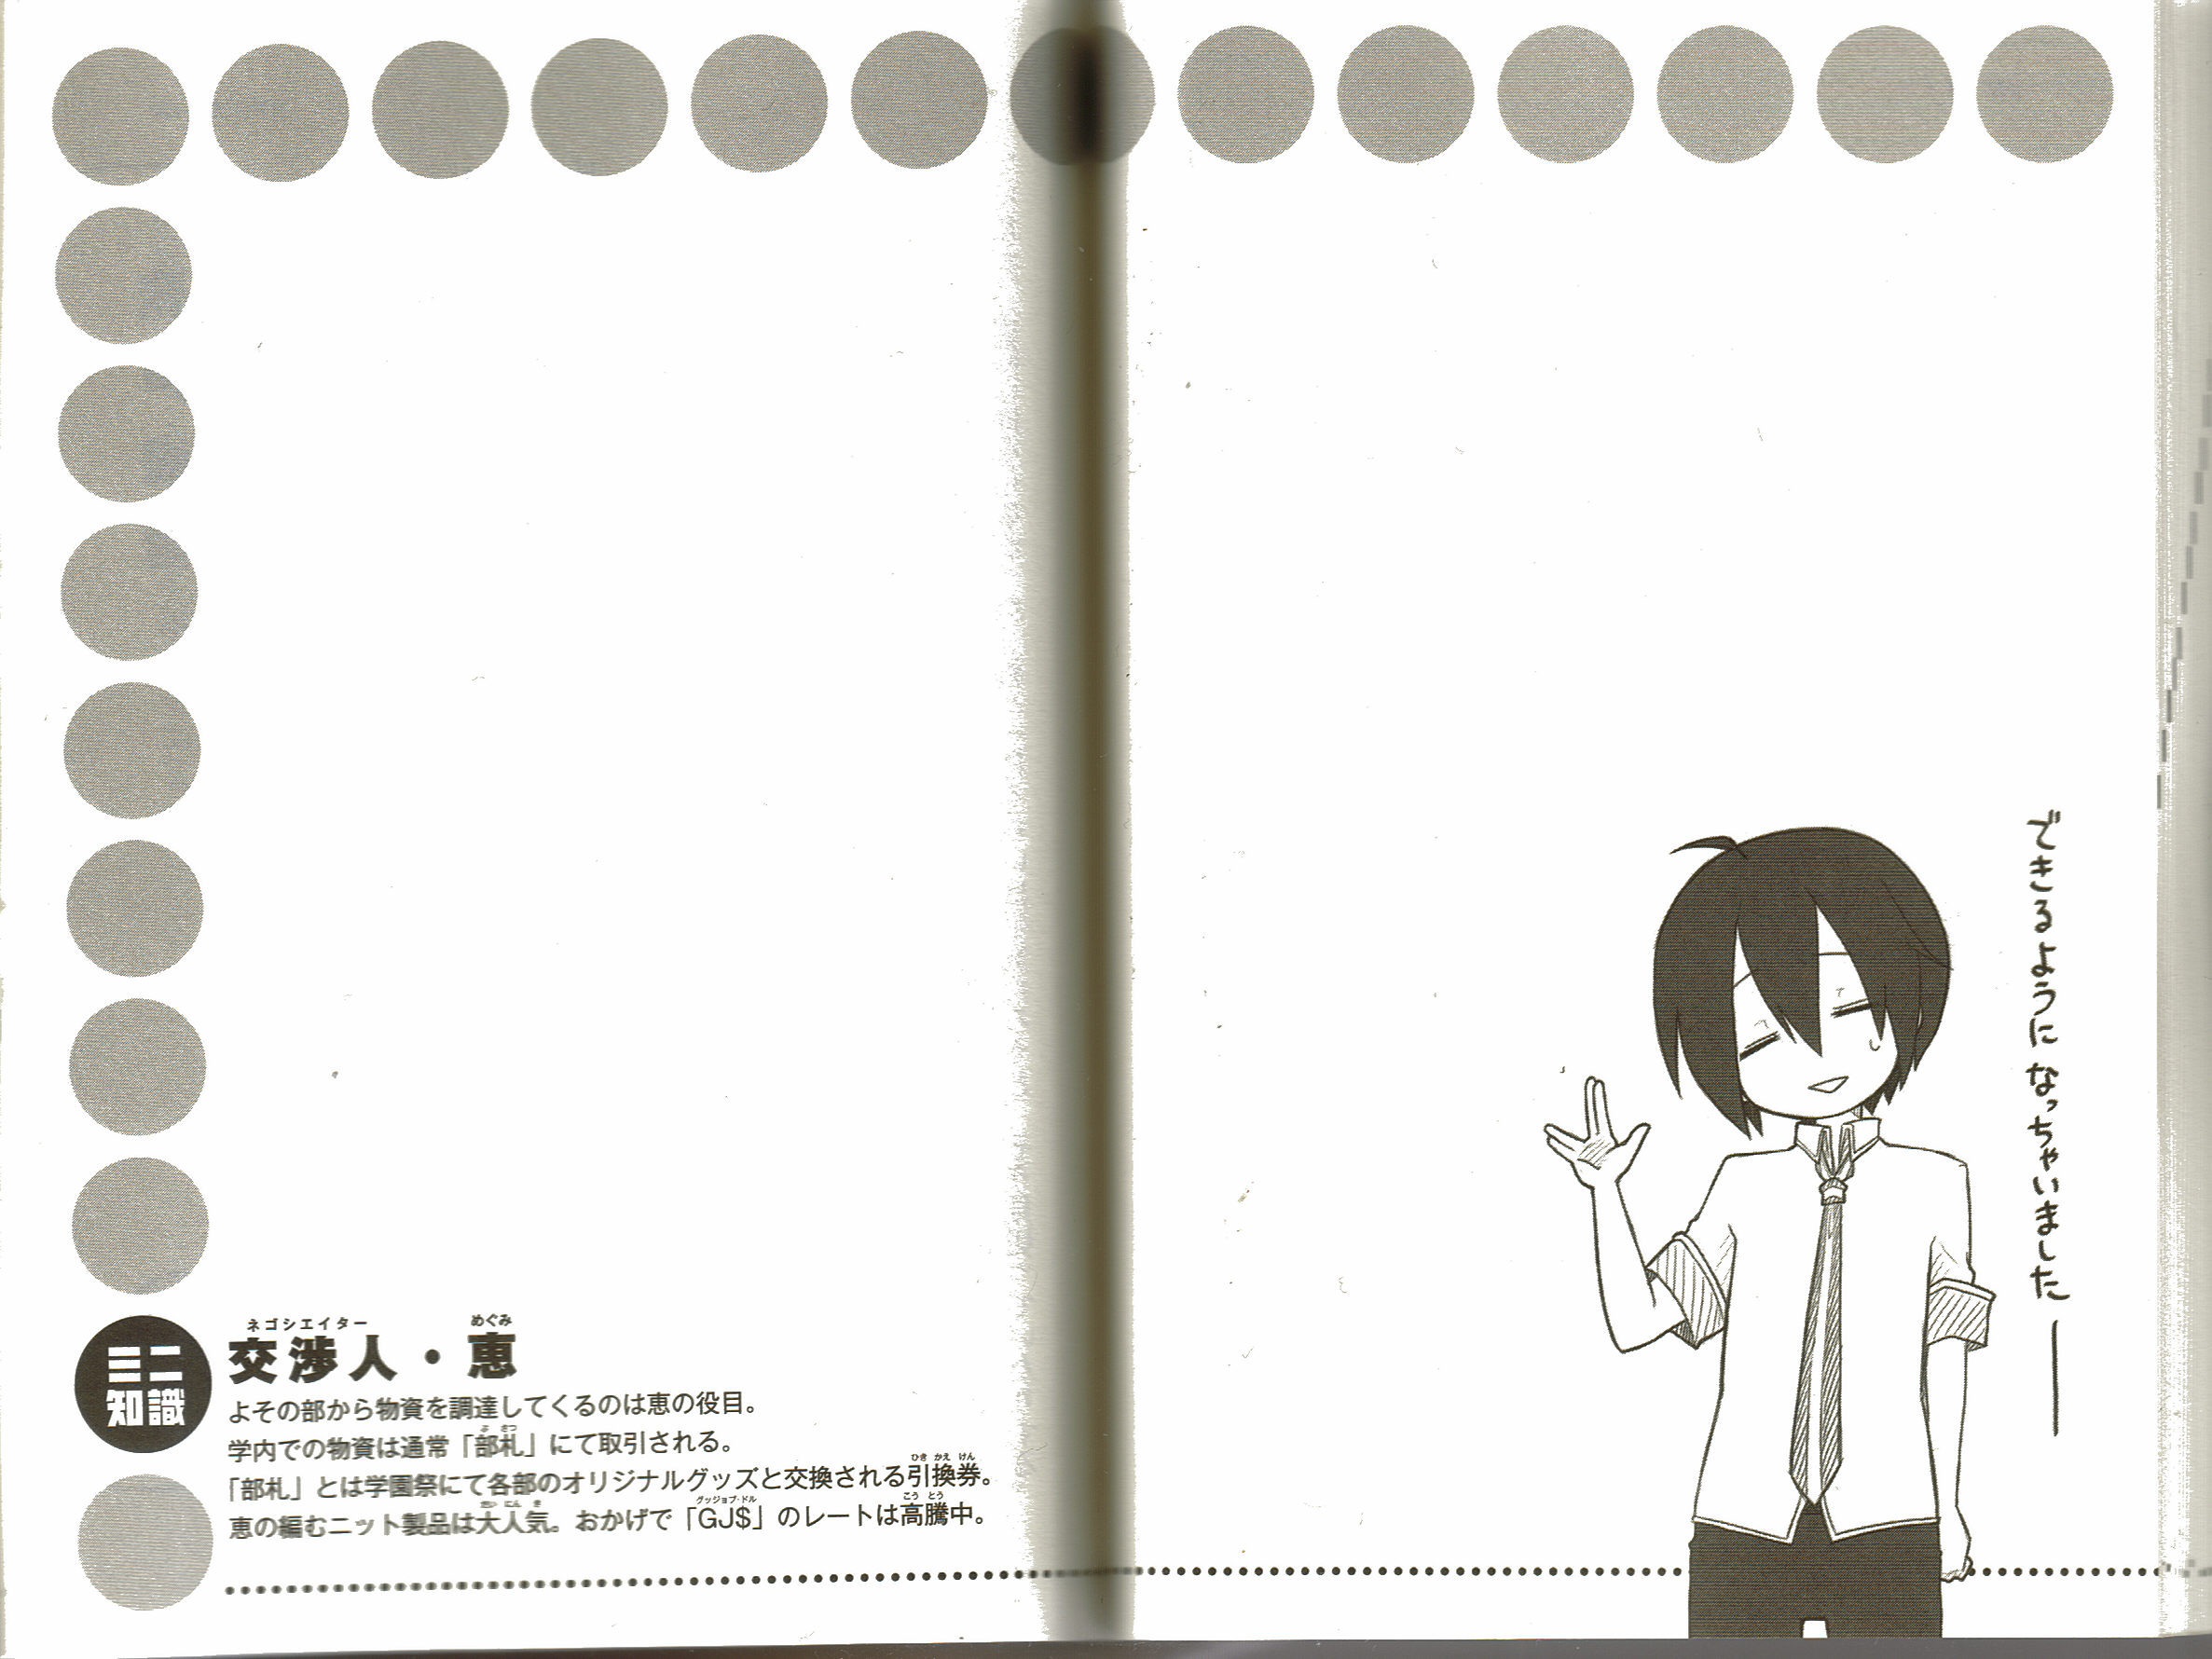 できるようになっちゃいました——
ミニ
知識
ネゴシエイター めぐみ
交渉人・恵
よその部から物資を調達してくるのは恵の役目。
学内での物資は通常「部札」にて取引される。
「部札」とは学園祭にて各部のオリジナルグッズと交換される引換券。
恵の編むニット製品は大人気。おかげで「GJ$」のレートは高騰中。